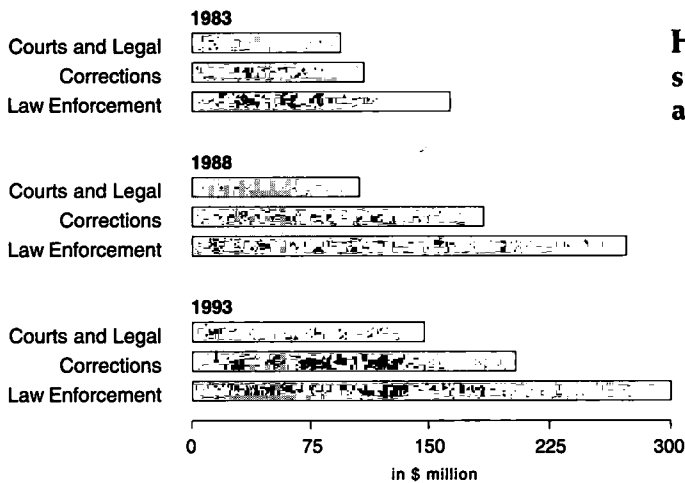 1983
Courts and Legal
Corrections
Law Enforcement
1988
Courts and Legal
Corrections
Law Enforcement
1993
Courts and Legal
Corrections
Law Enforcement
0 75 150 225 300
in $ million